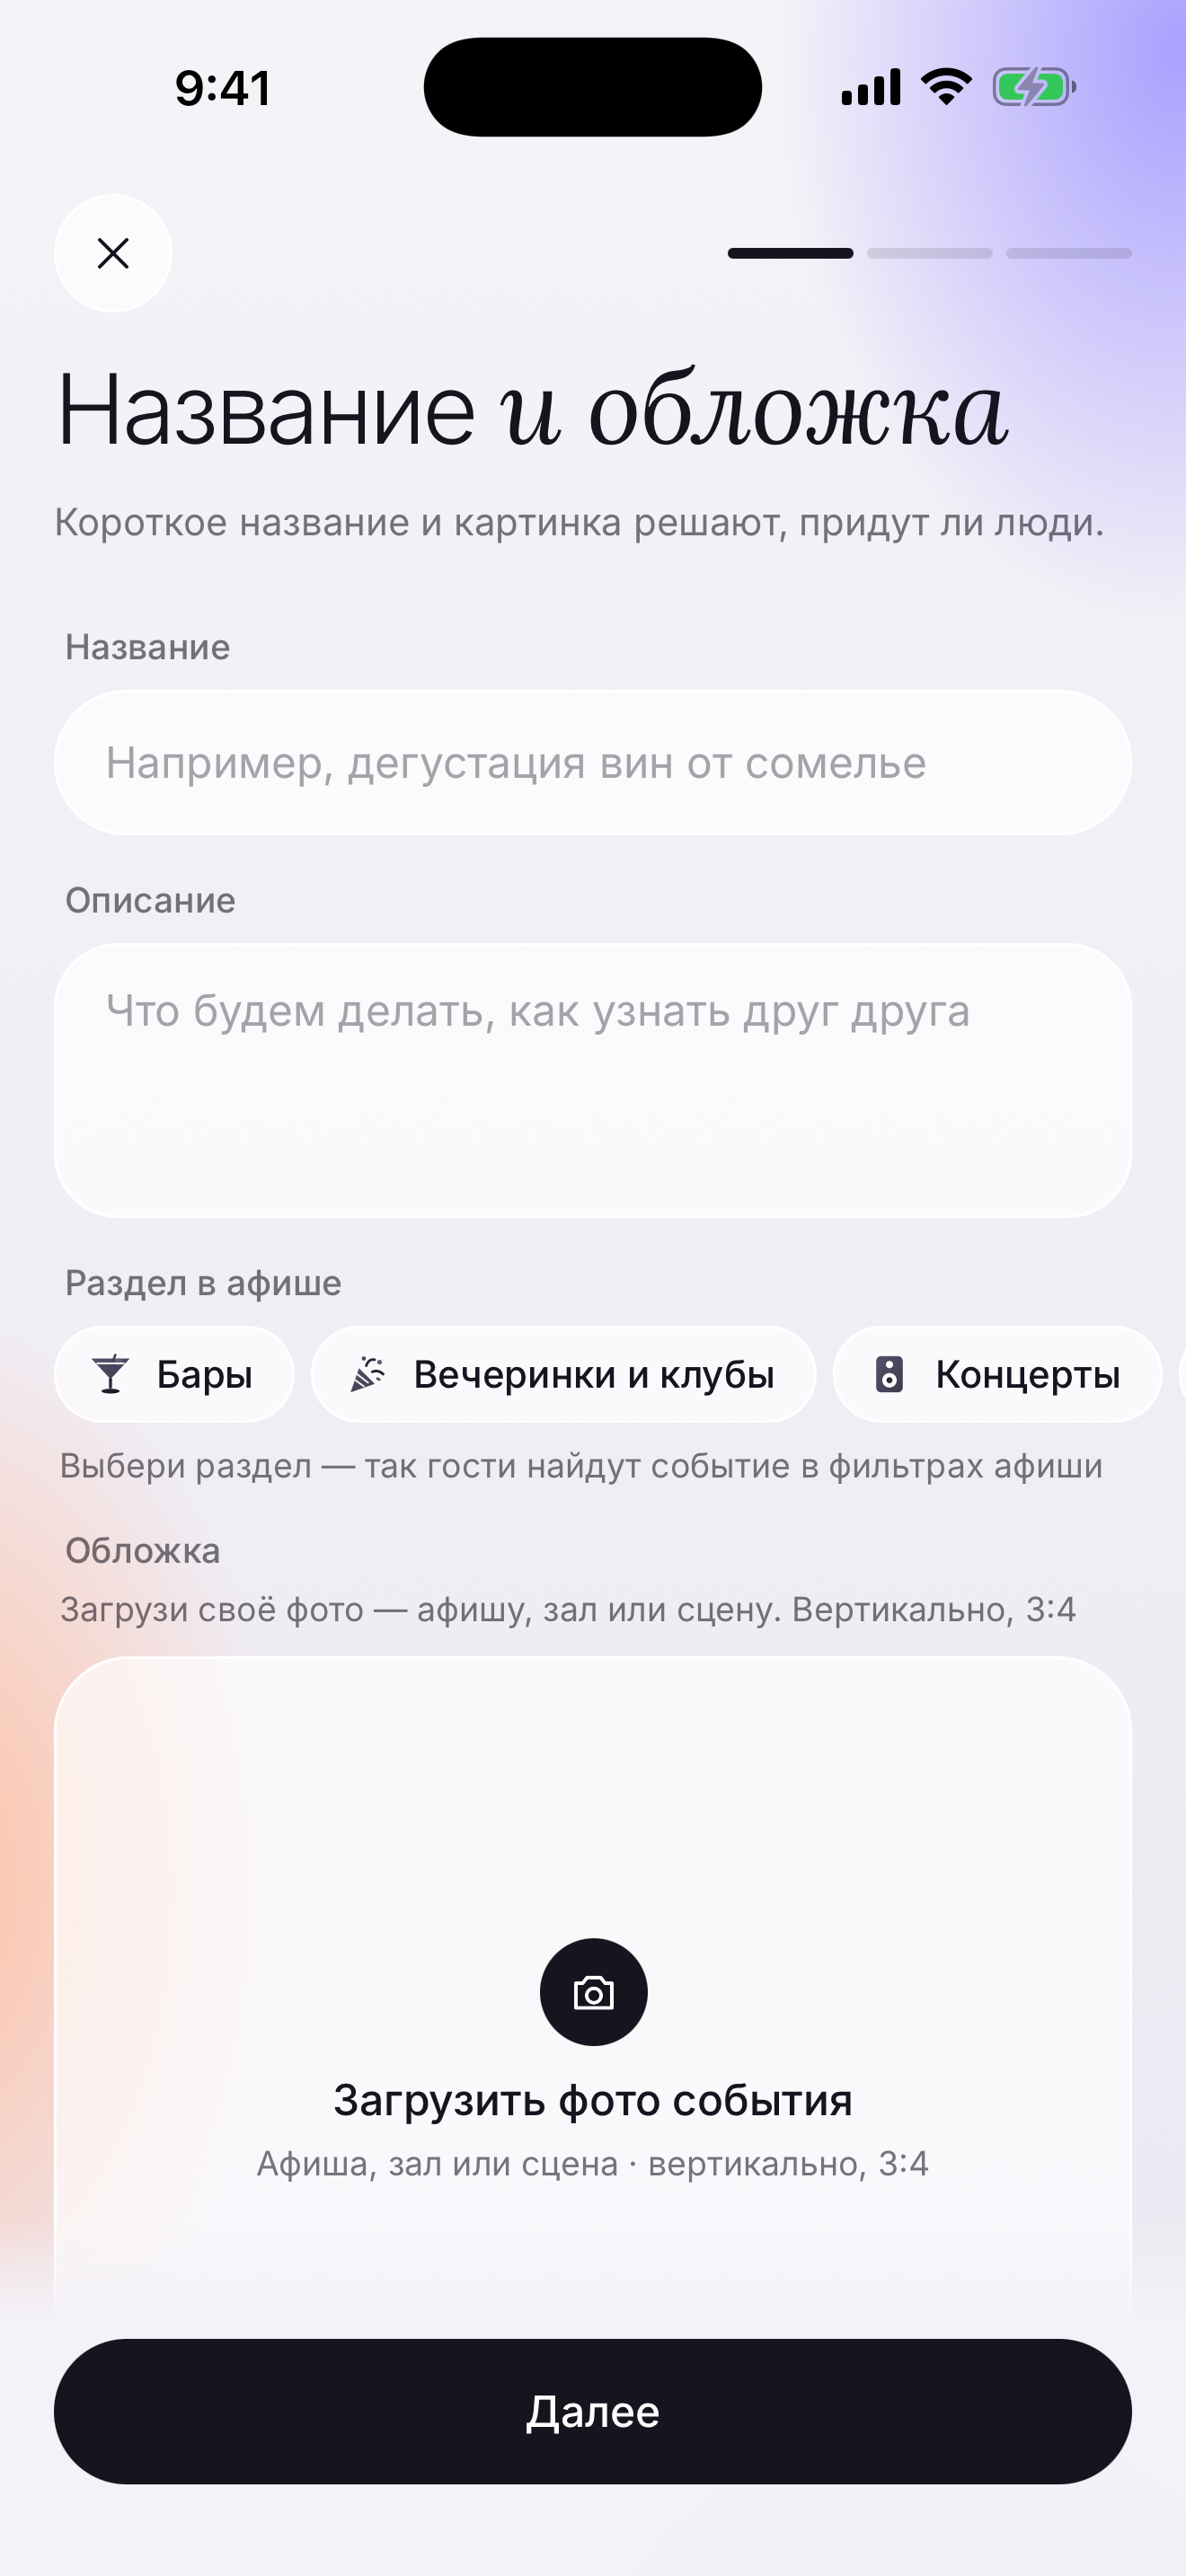 9:41
Название и обложка
Короткое название и картинка решают, придут ли люди.
Название
Например, дегустация вин от сомелье
Описание
Что будем делать, как узнать друг друга
Раздел в афише
Бары
Вечеринки и клубы
Концерты
Выбери раздел — так гости найдут событие в фильтрах афиши
Обложка
Загрузи своё фото — афишу, зал или сцену. Вертикально, 3:4
Загрузить фото события
Афиша, зал или сцена · вертикально, 3:4
Далее